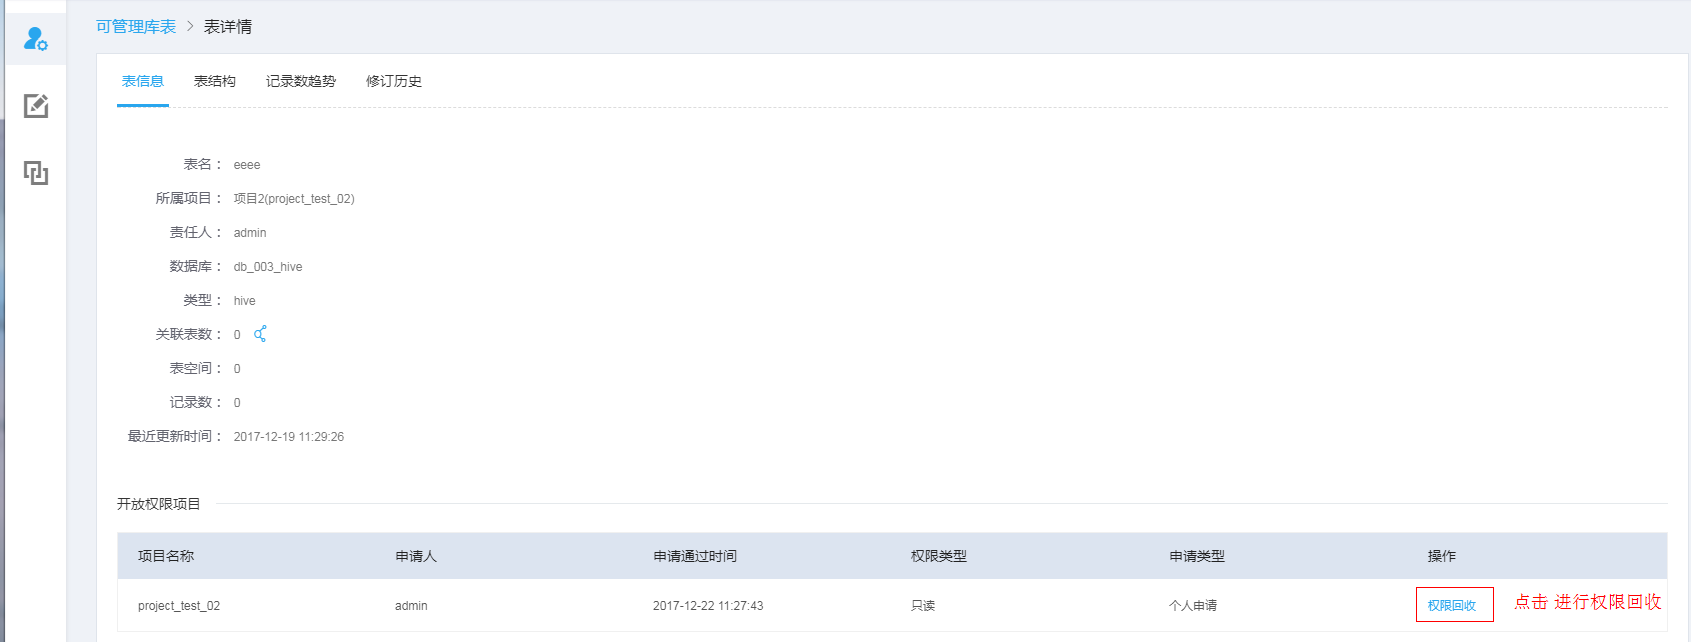 可管理库表 > 表详情
表信息 表结构 记录数趋势 修订历史
表名： eeee
所属项目： 项目2(project_test_02)
责任人： admin
数据库： db_003_hive
类型： hive
关联表数： 0
表空间： 0
记录数： 0
最近更新时间： 2017-12-19 11:29:26
开放权限项目
项目名称 申请人 申请通过时间 权限类型 申请类型 操作
project_test_02 admin 2017-12-22 11:27:43 只读 个人申请 权限回收 点击 进行权限回收